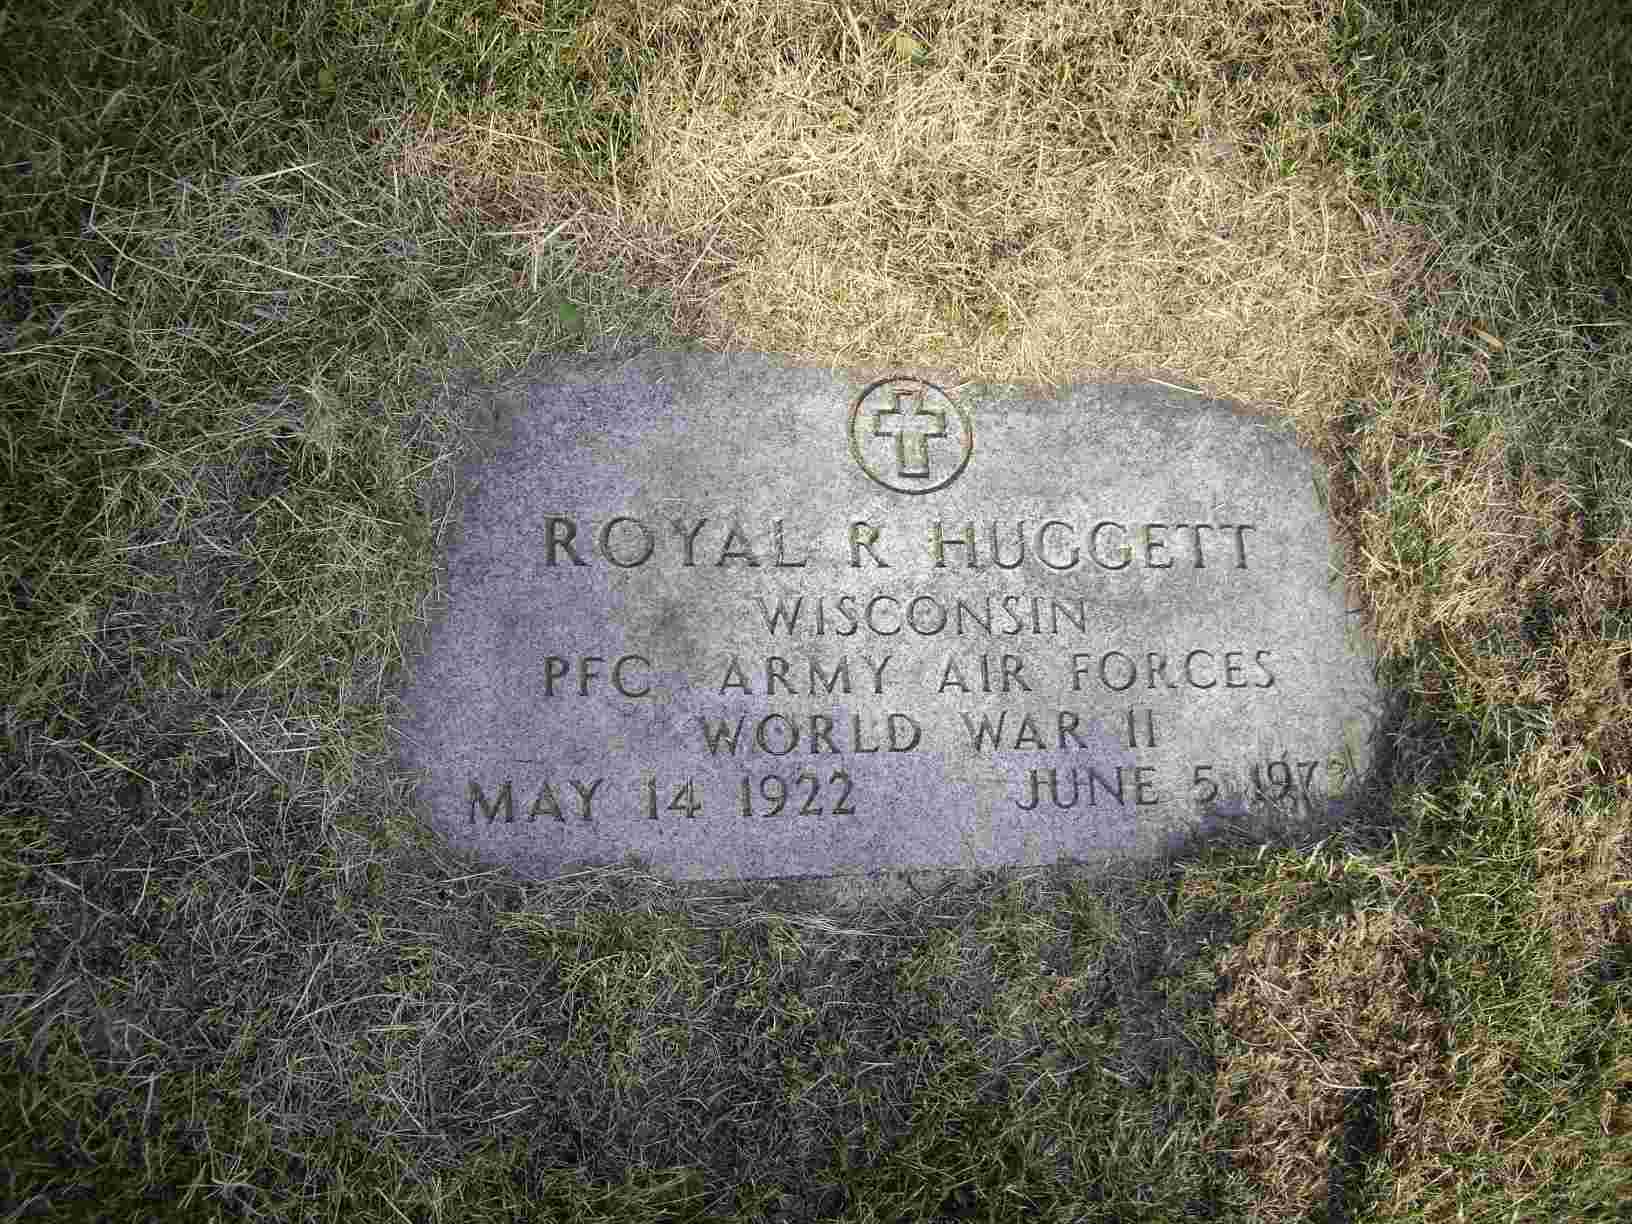 ROYAL R HUGGETT
WISCONSIN
PFC ARMY AIR FORCES
WORLD WAR II
MAY 14 1922 JUNE 5